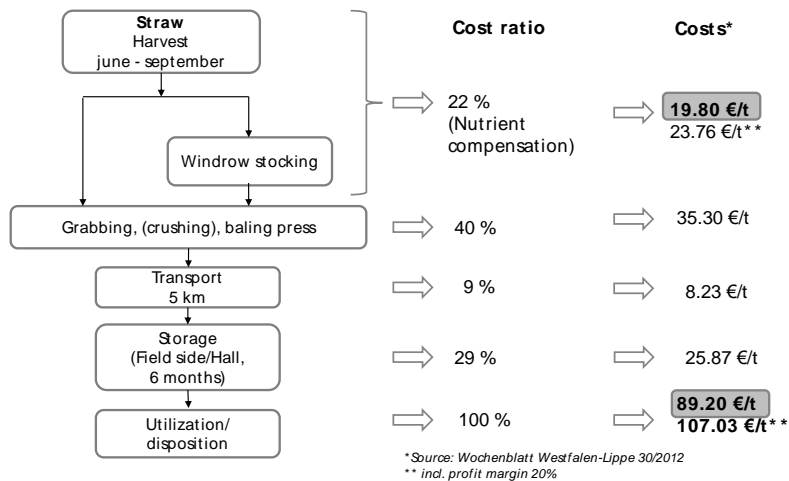 Straw
Harvest
june - september
Cost ratio
Costs*
22 %
(Nutrient
compensation)
19.80 €/t
23.76 €/t**
Windrow stocking
Grabbing, (crushing), baling press
40 %
35.30 €/t
Transport
5 km
9 %
8.23 €/t
Storage
(Field side/Hall,
6 months)
29 %
25.87 €/t
Utilization/
disposition
100 %
89.20 €/t
107.03 €/t**
*Source: Wochenblatt Westfalen-Lippe 30/2012
** incl. profit margin 20%